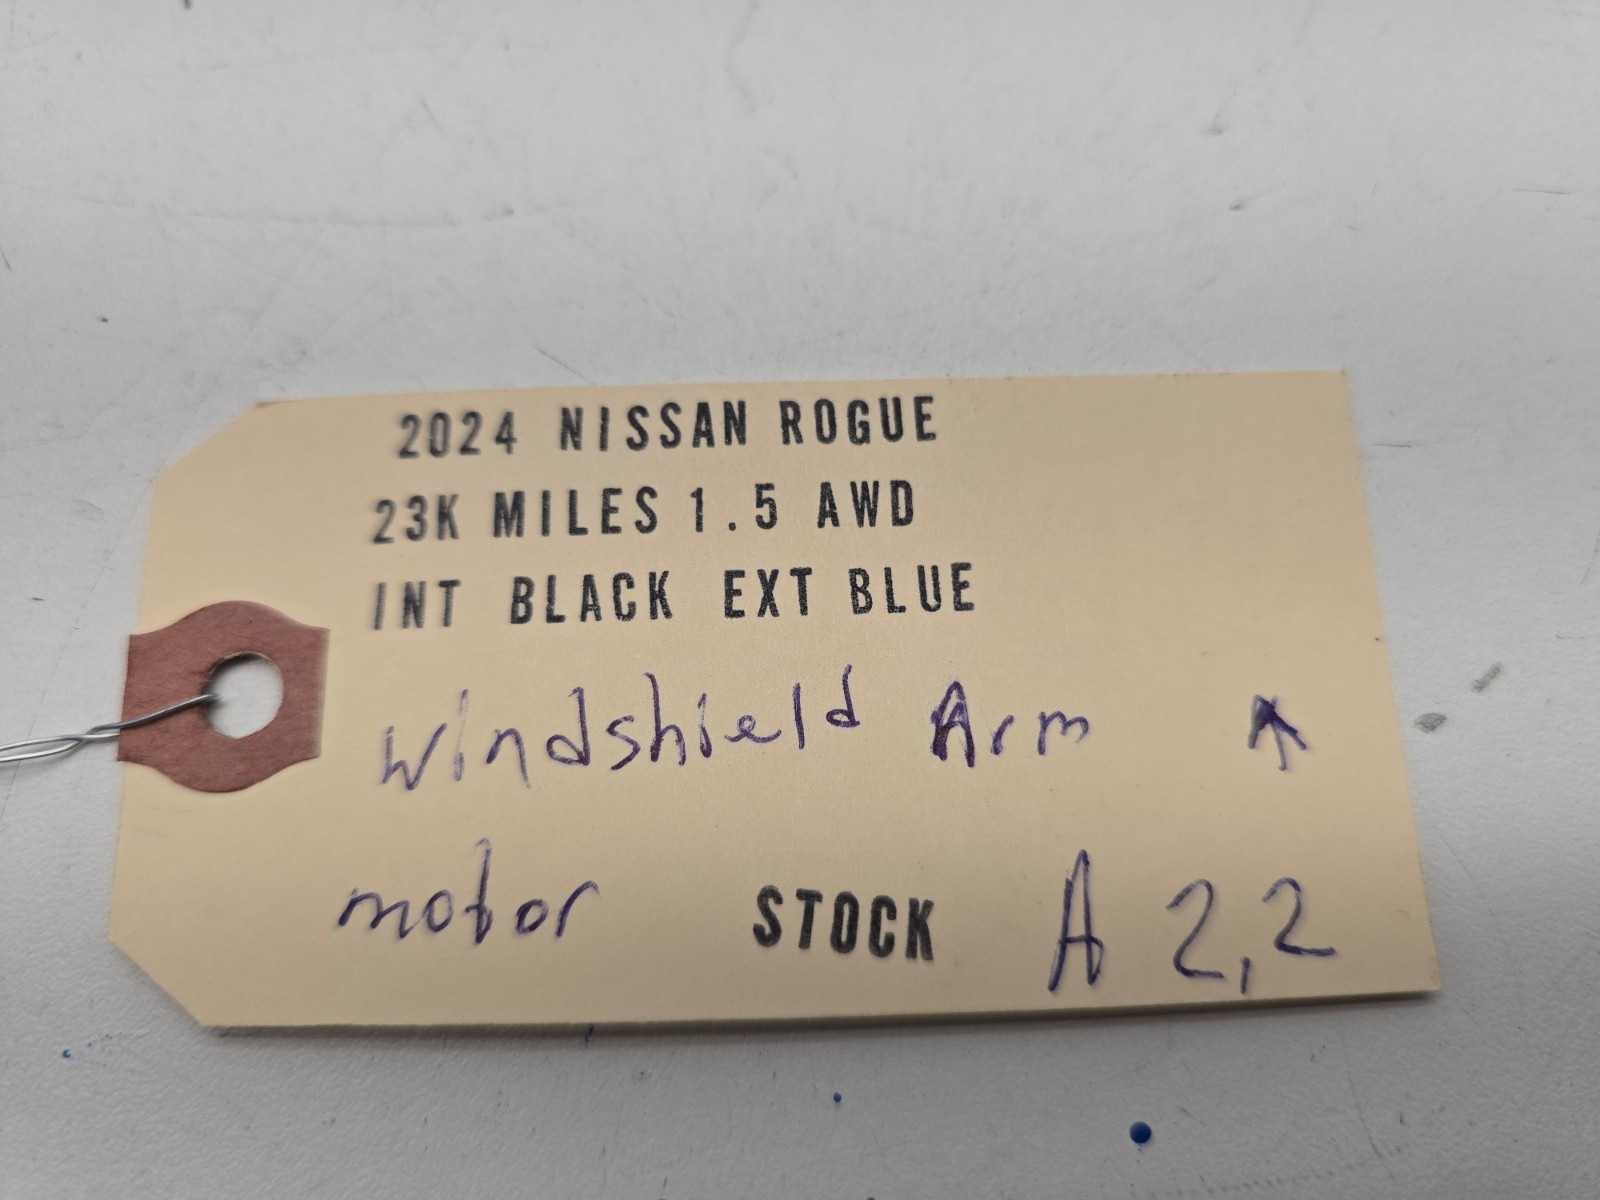 2024 NISSAN ROGUE
23K MILES 1.5 AWD
INT BLACK EXT BLUE
windshield Arm ↑
motor STOCK A 2,2